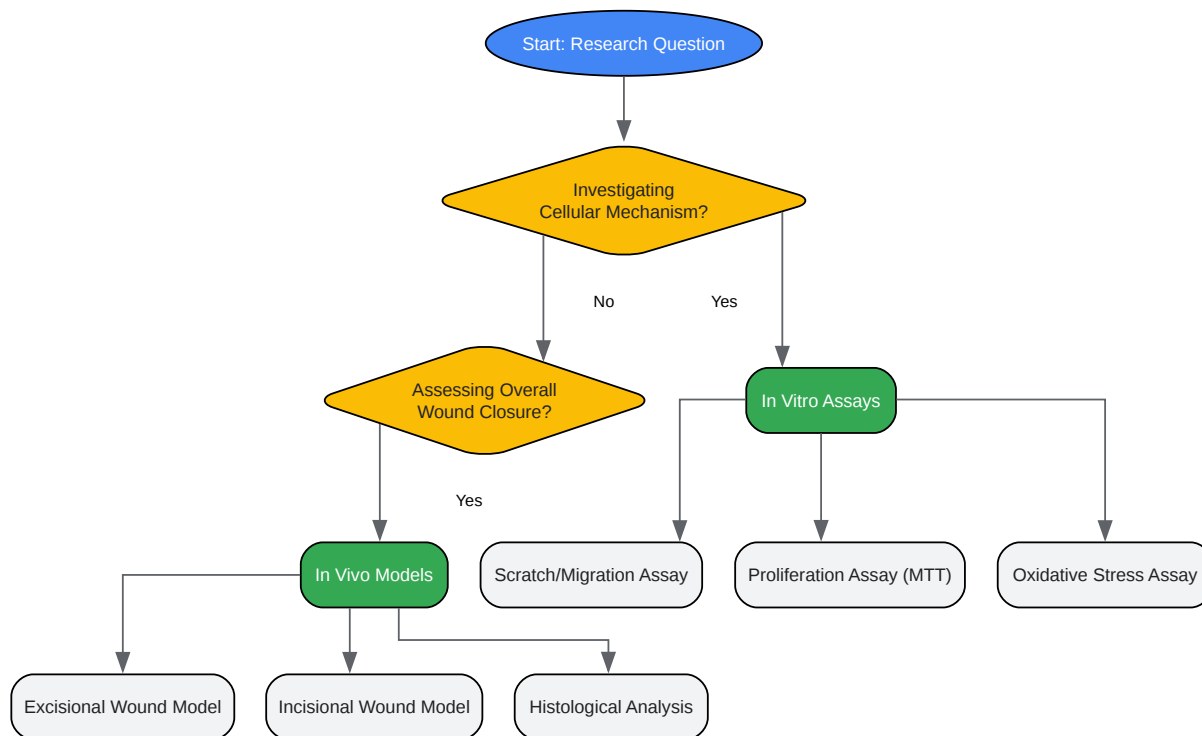 Start: Research Question
Investigating
Cellular Mechanism?
No
Yes
Assessing Overall
Wound Closure?
In Vitro Assays
Yes
In Vivo Models
Scratch/Migration Assay
Proliferation Assay (MTT)
Oxidative Stress Assay
Excisional Wound Model
Incisional Wound Model
Histological Analysis